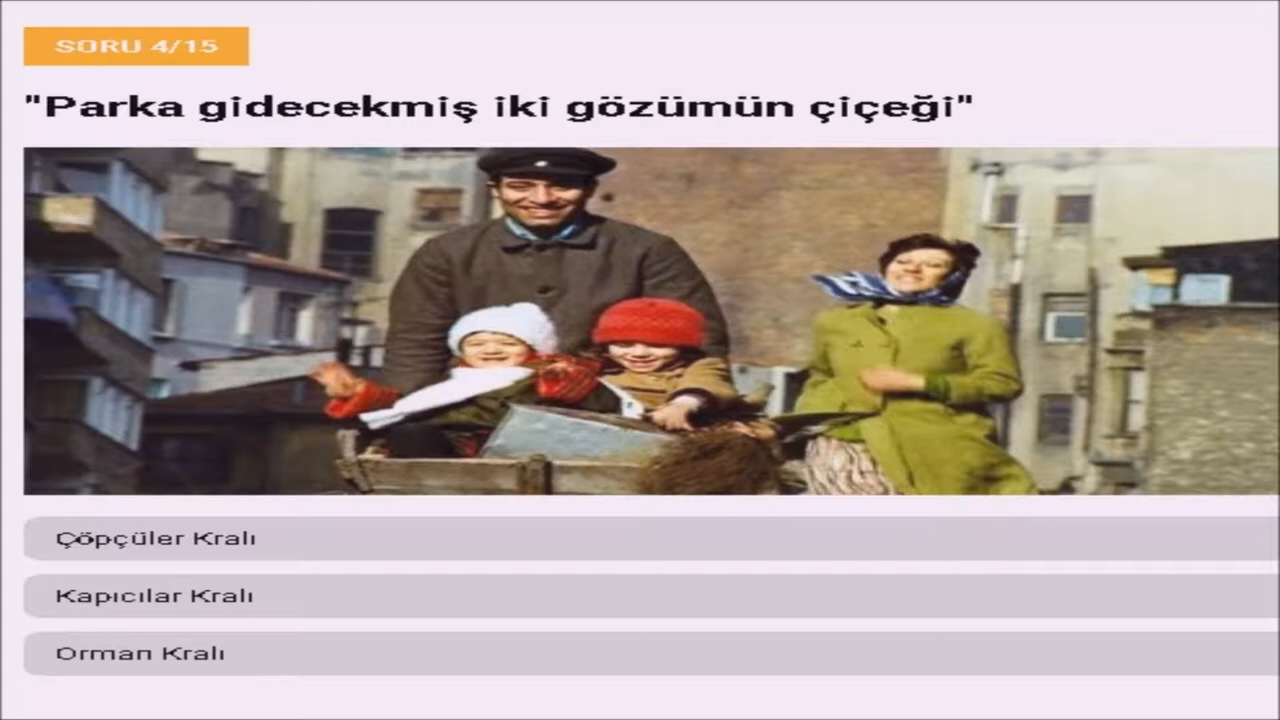 SORU 4/15
"Parka gidecekmiş iki gözümün çiçeği"
Çöpçüler Kralı
Kapıcılar Kralı
Orman Kralı